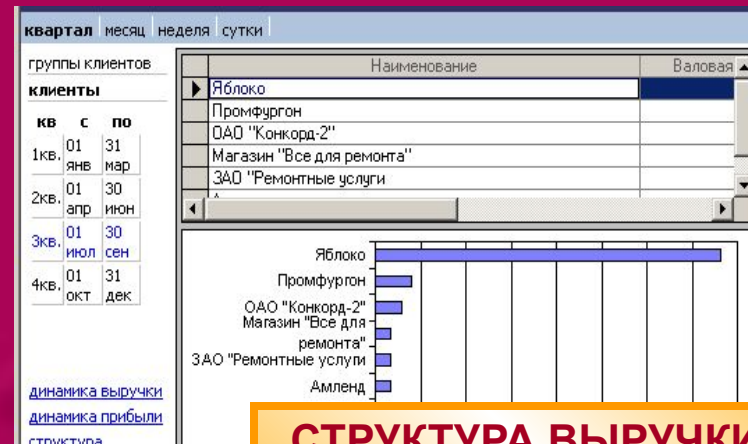 квартал месяц неделя сутки
группы клиентов
клиенты
кв с по
1кв. 01 янв 31 мар
2кв. 01 апр 30 июн
3кв. 01 июл 30 сен
4кв. 01 окт 31 дек
динамика выручки
динамика прибыли
структура
Наименование Валовая
Яблоко
Промфургон
ОАО "Конкорд-2"
Магазин "Все для ремонта"
ЗАО "Ремонтные услуги
Яблоко
Промфургон
ОАО "Конкорд-2"
Магазин "Все для
ремонта"
ЗАО "Ремонтные услуги
Амленд
СТРУКТУРА ВЫРУЧКИ